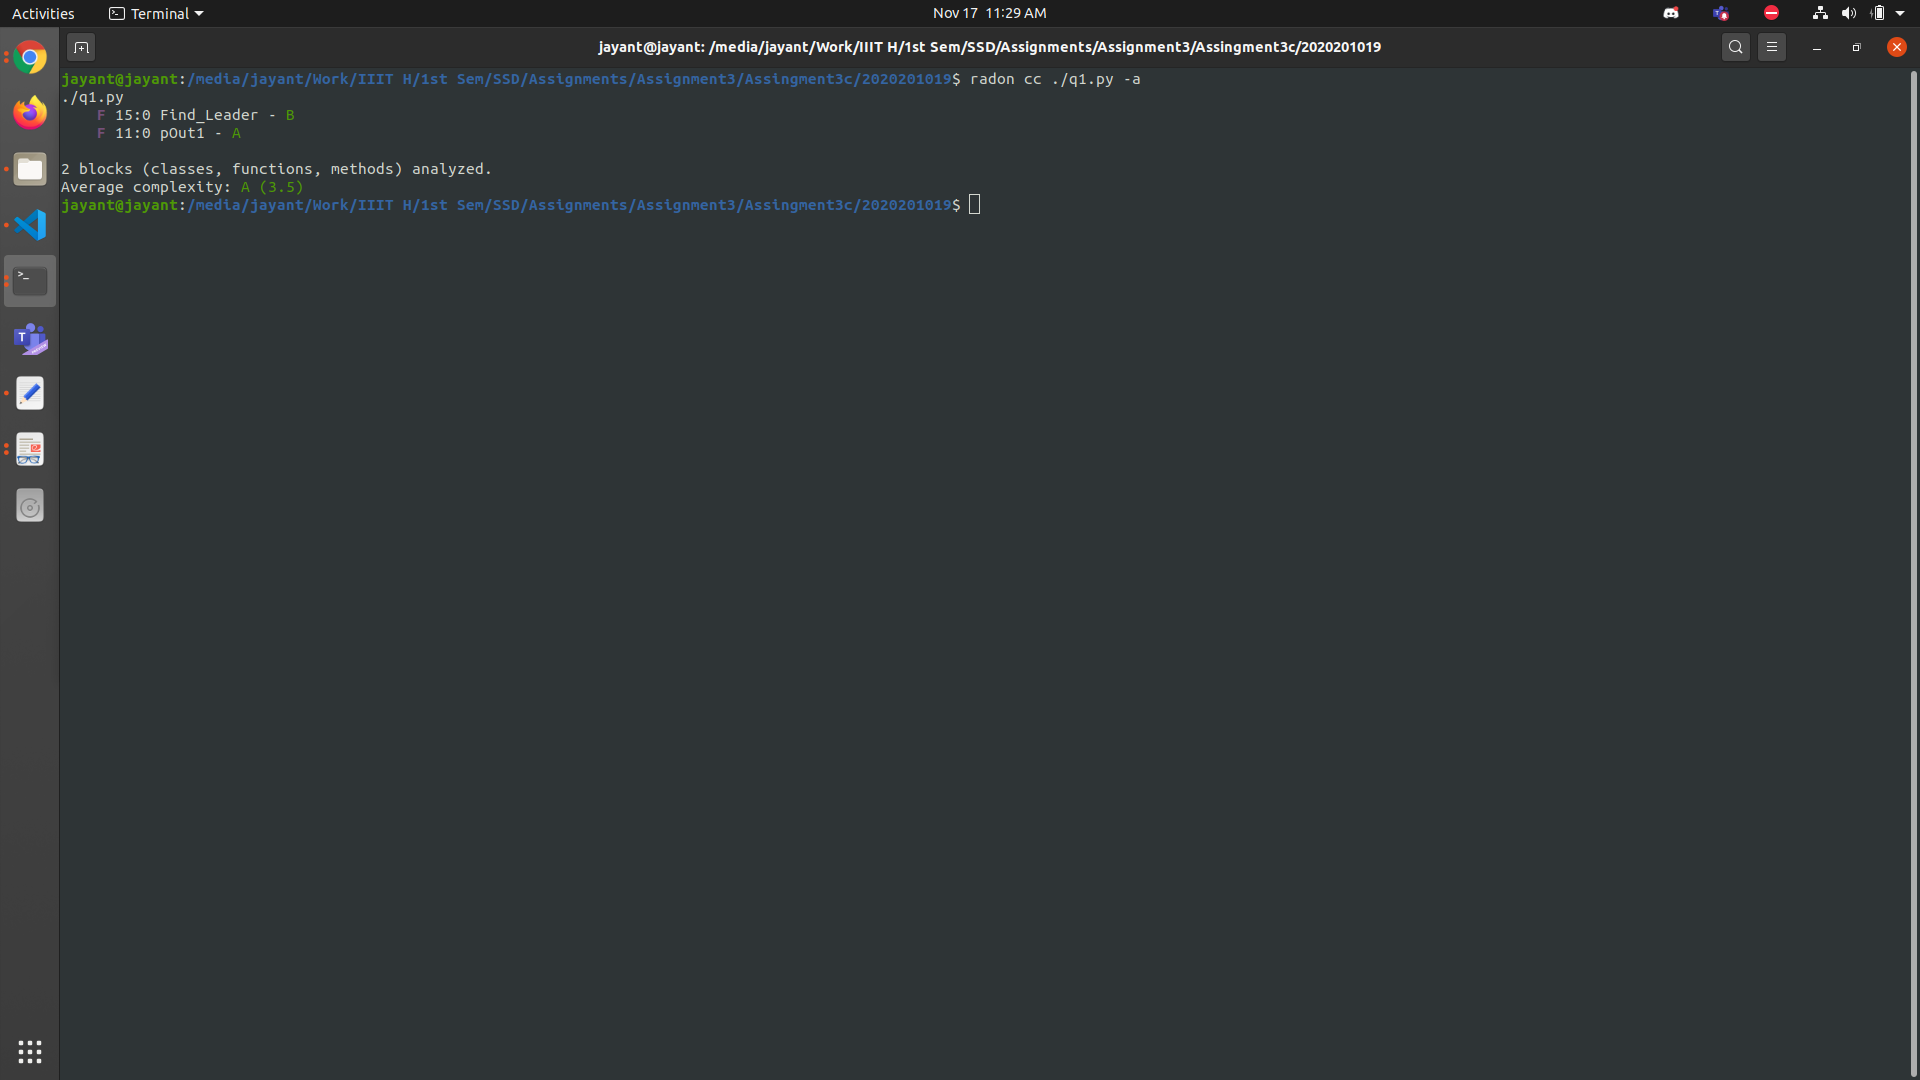 Activities
Terminal
Nov 17 11:29 AM
jayant@jayant: /media/jayant/Work/IIIT H/1st Sem/SSD/Assignments/Assignment3/Assingment3c/2020201019
jayant@jayant:/media/jayant/Work/IIIT H/1st Sem/SSD/Assignments/Assignment3/Assingment3c/2020201019$ radon cc ./q1.py -a
./q1.py
    F 15:0 Find_Leader - B
    F 11:0 pOut1 - A
2 blocks (classes, functions, methods) analyzed.
Average complexity: A (3.5)
jayant@jayant:/media/jayant/Work/IIIT H/1st Sem/SSD/Assignments/Assignment3/Assingment3c/2020201019$